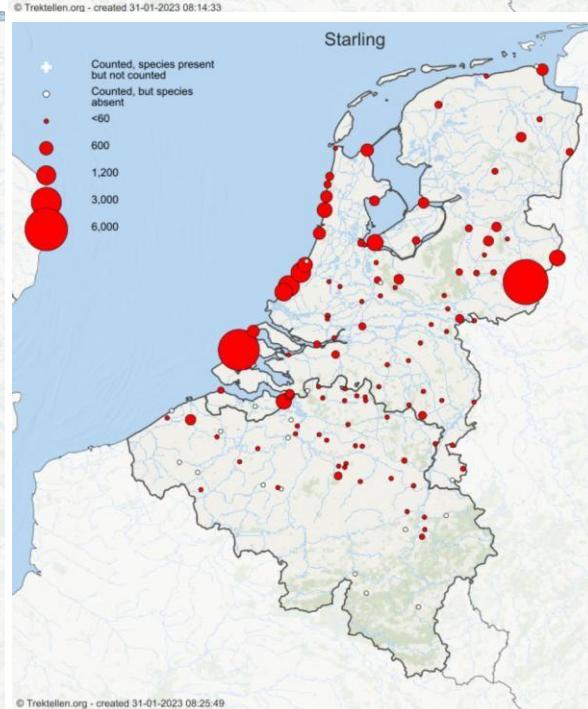 © Trektellen.org - created 31-01-2023 08:14:33
Starling
Counted, species present
but not counted
Counted, but species
absent
<60
600
1,200
3,000
6,000
© Trektellen.org - created 31-01-2023 08:25:49